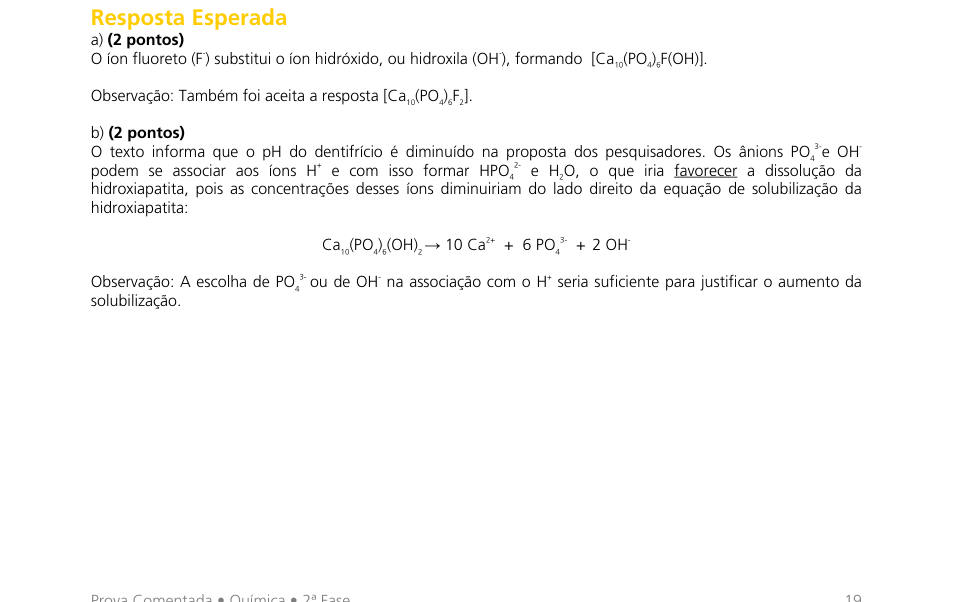 Resposta Esperada
a) (2 pontos)
O íon fluoreto (F⁻) substitui o íon hidróxido, ou hidroxila (OH⁻), formando [Ca₁₀(PO₄)₆F(OH)].
Observação: Também foi aceita a resposta [Ca₁₀(PO₄)₆F₂].
b) (2 pontos)
O texto informa que o pH do dentifrício é diminuído na proposta dos pesquisadores. Os ânions PO₄³⁻e OH⁻
podem se associar aos íons H⁺ e com isso formar HPO₄²⁻ e H₂O, o que iria favorecer a dissolução da
hidroxiapatita, pois as concentrações desses íons diminuiriam do lado direito da equação de solubilização da
hidroxiapatita:
Ca₁₀(PO₄)₆(OH)₂ → 10 Ca²⁺ + 6 PO₄³⁻ + 2 OH⁻
Observação: A escolha de PO₄³⁻ ou de OH⁻ na associação com o H⁺ seria suficiente para justificar o aumento da
solubilização.
Prova Comentada • Química • 2ª Fase 19